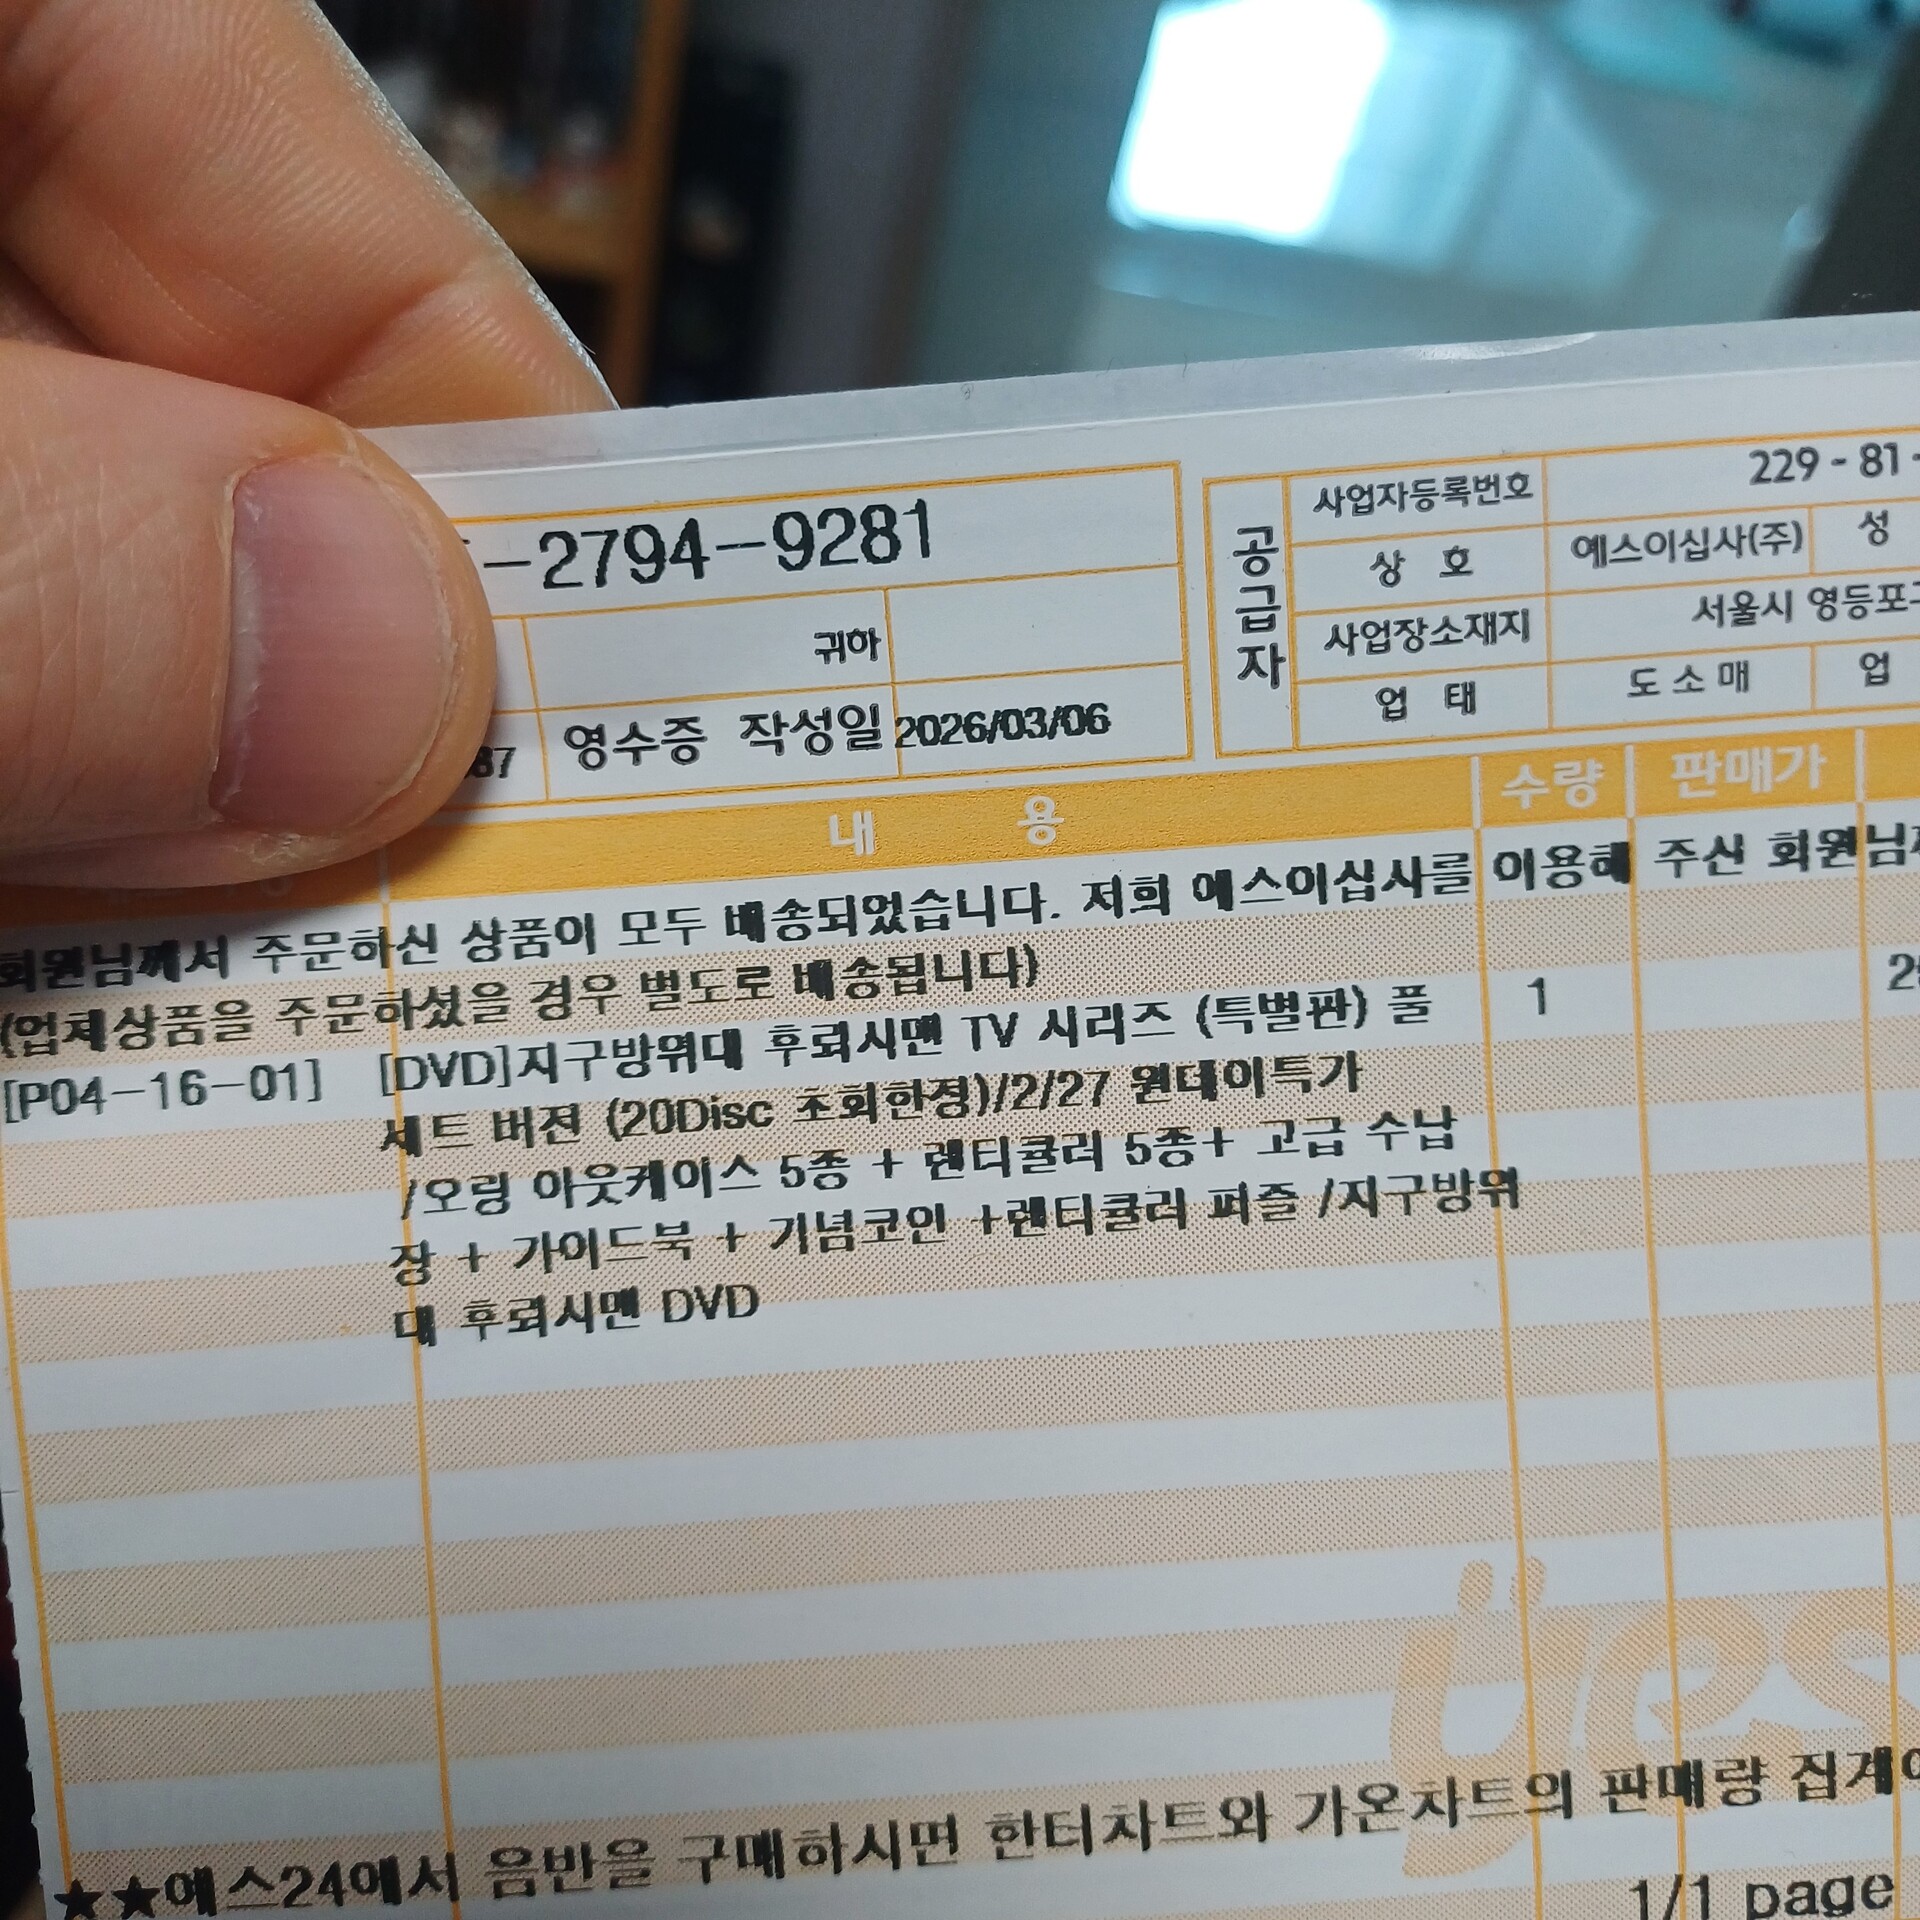 -2794-9281
귀하
87 영수증 작성일 2026/03/06
공급자
사업자등록번호 229-81-
상 호 예스이십사(주) 성
사업장소재지 서울시 영등포구
업 태 도소매 업
내 용 수량 판매가
회원님께서 주문하신 상품이 모두 배송되었습니다. 저희 예스이십사를 이용해 주신 회원님께
(업체상품을 주문하셨을 경우 별도로 배송됩니다)
[P04-16-01] [DVD]지구방위대 후뢰시맨 TV 시리즈 (특별판) 풀 1
세트 버젼 (20Disc 초회한정)/2/27 원데이특가
/오링 아웃케이스 5종 + 렌티큘러 5종+ 고급 수납
장 + 가이드북 + 기념코인 +렌티큘러 퍼즐 /지구방위
대 후뢰시맨 DVD
yes
★★예스24에서 음반을 구매하시면 한터차트와 가온차트의 판매량 집계에
1/1 page